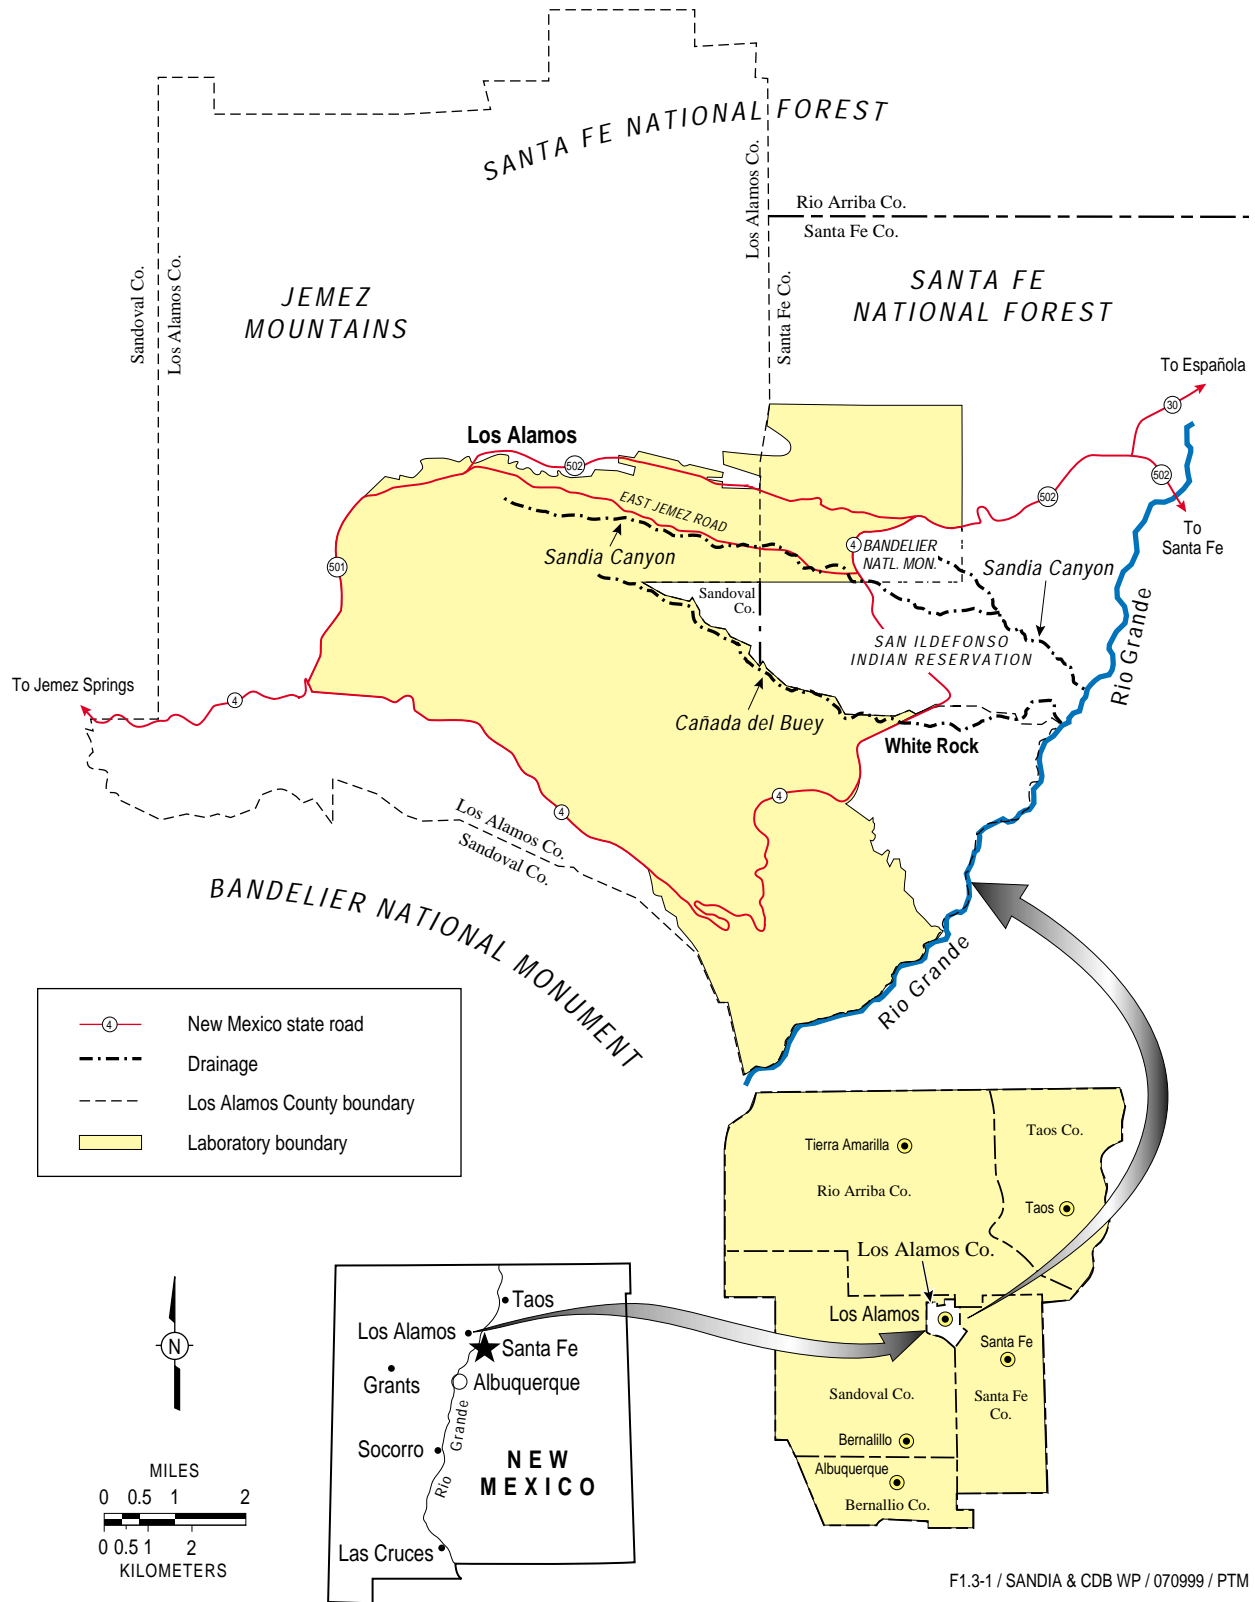 SANTA FE NATIONAL FOREST
Los Alamos Co.
Santa Fe Co.
Rio Arriba Co.
Santa Fe Co.
Sandoval Co.
Los Alamos Co.
JEMEZ
MOUNTAINS
SANTA FE
NATIONAL FOREST
To Española
30
Los Alamos
502
502
502
To
Santa Fe
EAST JEMEZ ROAD
Sandia Canyon
4
BANDELIER
NATL. MON.
Sandia Canyon
501
Sandoval
Co.
SAN ILDEFONSO
INDIAN RESERVATION
Rio Grande
To Jemez Springs
4
Cañada del Buey
White Rock
4
4
Los Alamos Co.
Sandoval Co.
BANDELIER NATIONAL MONUMENT
Rio Grande
4
New Mexico state road
Drainage
Los Alamos County boundary
Laboratory boundary
Tierra Amarilla
Rio Arriba Co.
Taos Co.
Taos
Los Alamos Co.
Los Alamos
Santa Fe
Santa Fe
Co.
Sandoval Co.
Bernalillo
Albuquerque
Bernallio Co.
Taos
Los Alamos
Santa Fe
Grants
Albuquerque
Rio Grande
Socorro
NEW
MEXICO
Las Cruces
N
MILES
0 0.5 1 2
0 0.5 1 2
KILOMETERS
F1.3-1 / SANDIA & CDB WP / 070999 / PTM